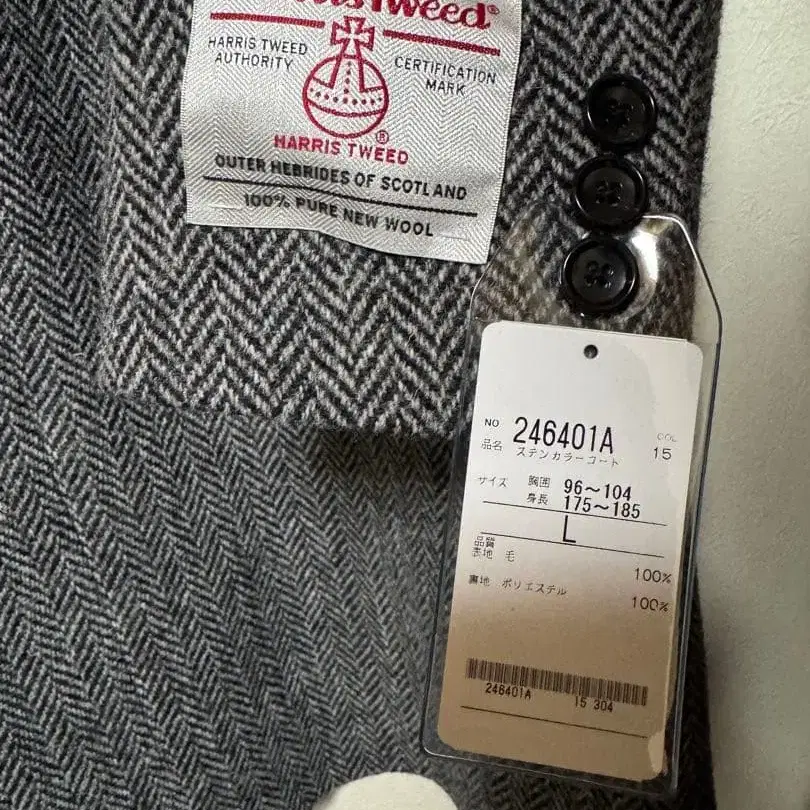 Tweed®
HARRIS TWEED
AUTHORITY
CERTIFICATION
MARK
HARRIS TWEED ®
OUTER HEBRIDES OF SCOTLAND
100% PURE NEW WOOL
NO 246401A COL
品名 ステンカラーコート 15
サイズ 胸囲 96～104
身長 175～185
L
品質
表地 毛
100%
裏地 ポリエステル
100%
246401A 15 304